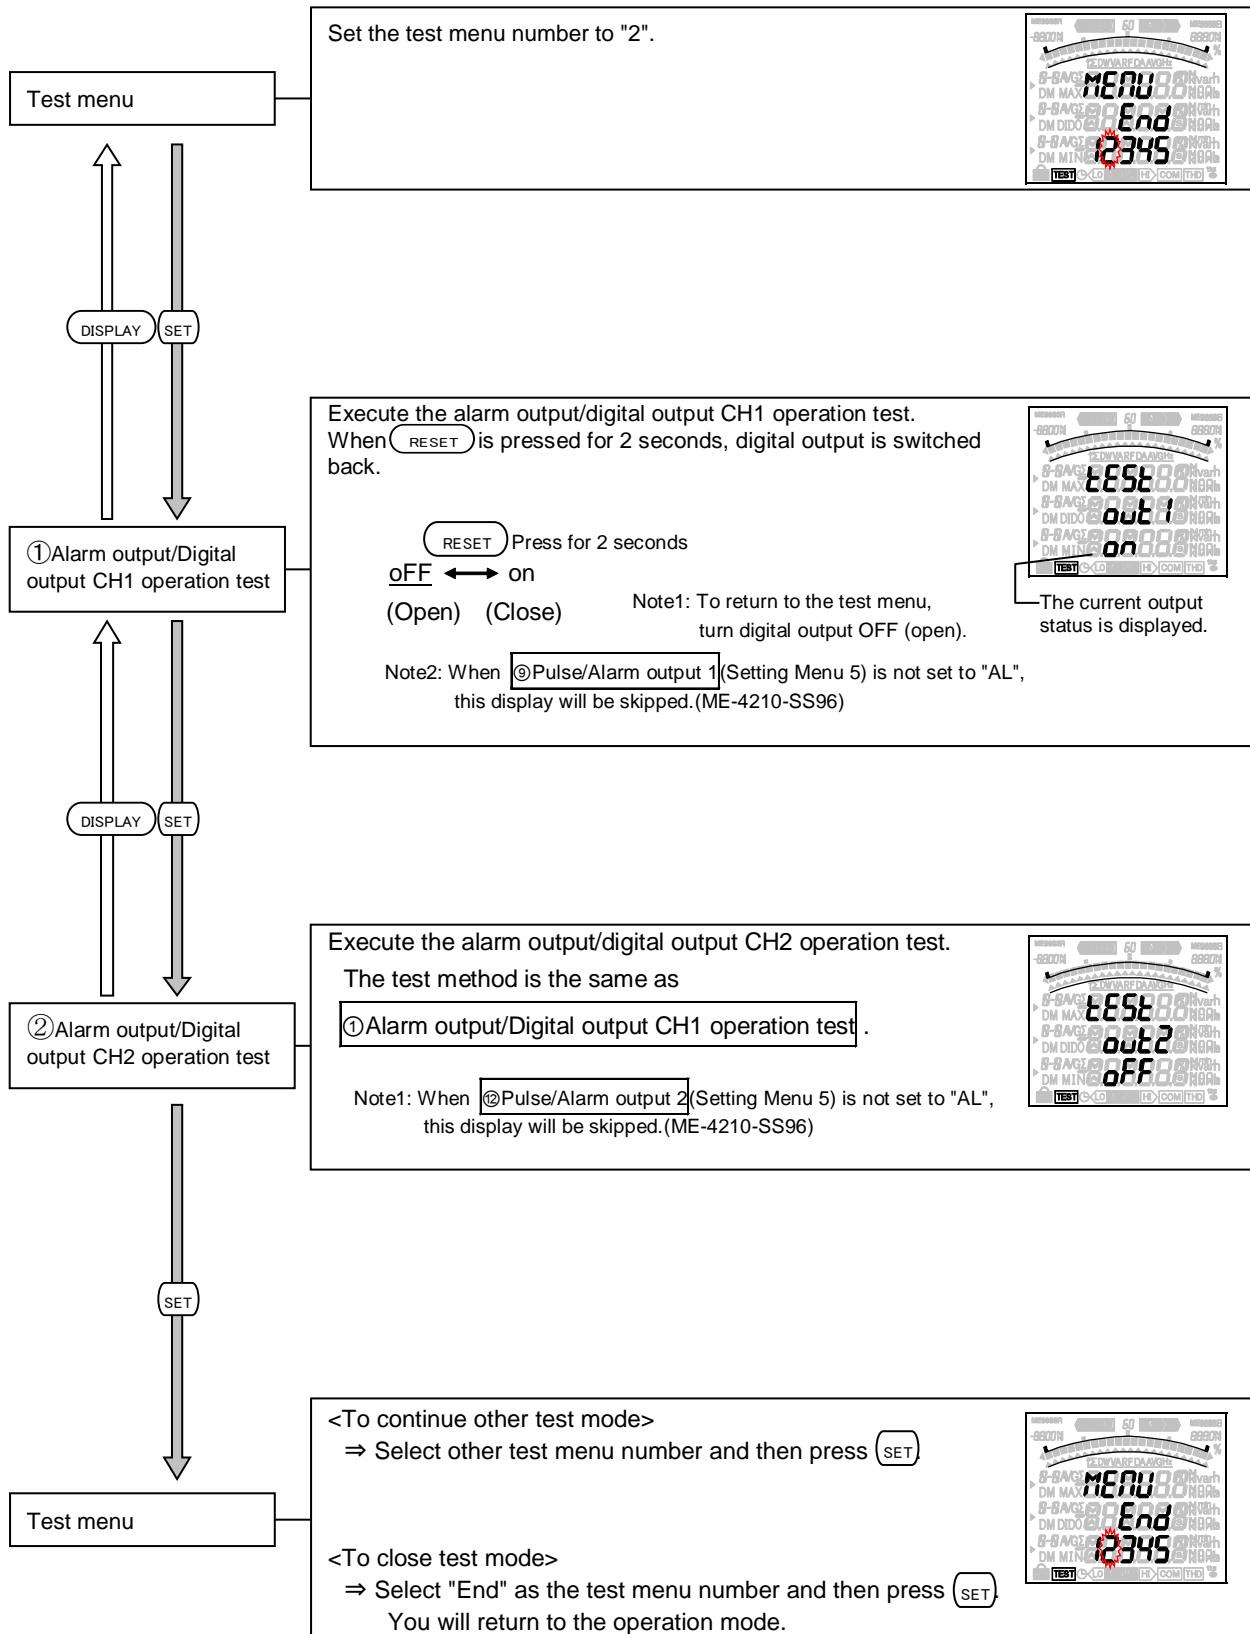 Set the test menu number to "2".
Test menu
MENU
End
12345
TEST
DISPLAY SET
Execute the alarm output/digital output CH1 operation test.
When RESET is pressed for 2 seconds, digital output is switched
back.
RESET Press for 2 seconds
oFF ↔ on
(Open) (Close)
Note1: To return to the test menu,
turn digital output OFF (open).
Note2: When ⑨Pulse/Alarm output 1 (Setting Menu 5) is not set to "AL",
this display will be skipped.(ME-4210-SS96)
①Alarm output/Digital
output CH1 operation test
tESt
out1
on
TEST
The current output
status is displayed.
DISPLAY SET
Execute the alarm output/digital output CH2 operation test.
The test method is the same as
①Alarm output/Digital output CH1 operation test .
Note1: When ⑫Pulse/Alarm output 2 (Setting Menu 5) is not set to "AL",
this display will be skipped.(ME-4210-SS96)
②Alarm output/Digital
output CH2 operation test
tESt
out2
oFF
TEST
SET
<To continue other test mode>
⇒ Select other test menu number and then press SET.
Test menu
<To close test mode>
⇒ Select "End" as the test menu number and then press SET.
You will return to the operation mode.
MENU
End
12345
TEST